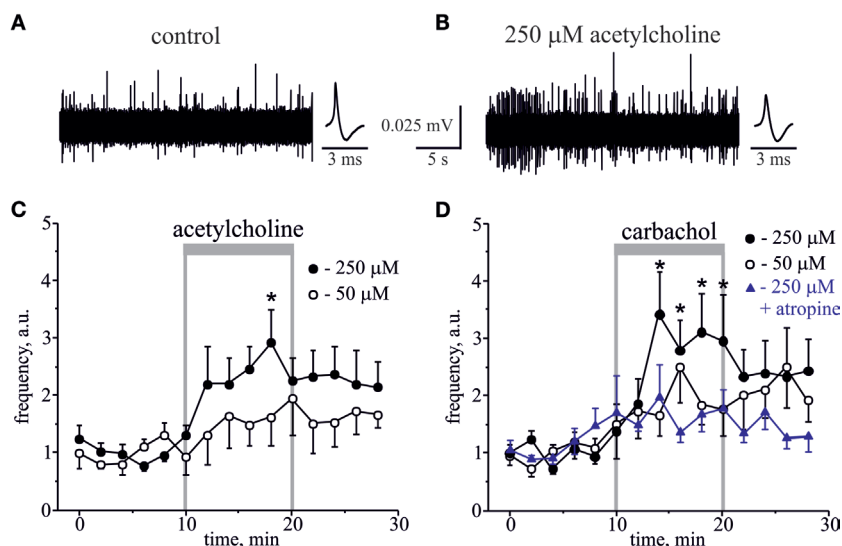 A
control
3 ms
0.025 mV
5 s
B
250 µM acetylcholine
3 ms
C
acetylcholine
- 250 µM
- 50 µM
*
frequency, a.u.
5
4
3
2
1
0
0
10
20
30
time, min
D
carbachol
- 250 µM
- 50 µM
- 250 µM
+ atropine
*
*
*
*
frequency, a.u.
5
4
3
2
1
0
0
10
20
30
time, min